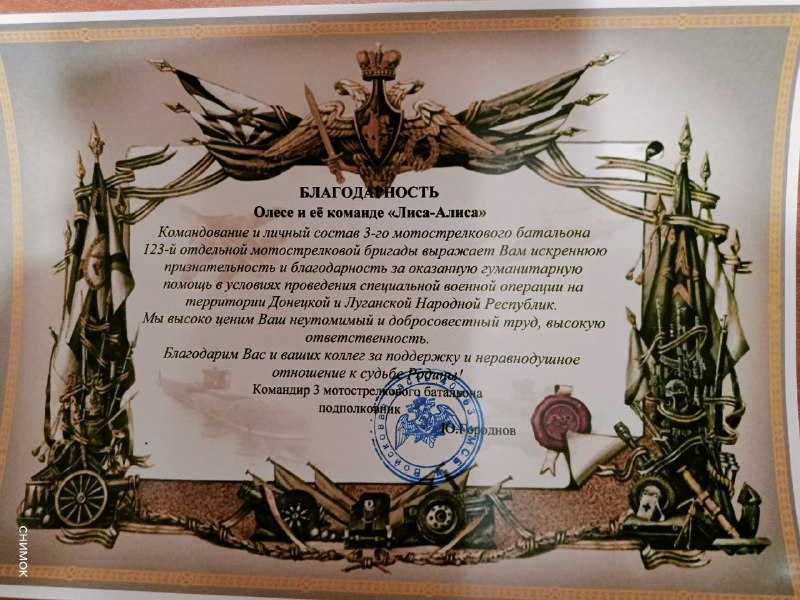 БЛАГОДАРНОСТЬ
Олесе и её команде «Лиса-Алиса»
Командование и личный состав 3-го мотострелкового батальона
123-й отдельной мотострелковой бригады выражает Вам искреннюю
признательность и благодарность за оказанную гуманитарную
помощь в условиях проведения специальной военной операции на
территории Донецкой и Луганской Народной Республик.
Мы высоко ценим Ваш неутомимый и добросовестный труд, высокую
ответственность.
Благодарим Вас и ваших коллег за поддержку и неравнодушное
отношение к судьбе Родины!
Командир 3 мотострелкового батальона
подполковник
Ю.Городнов
СНИМОК